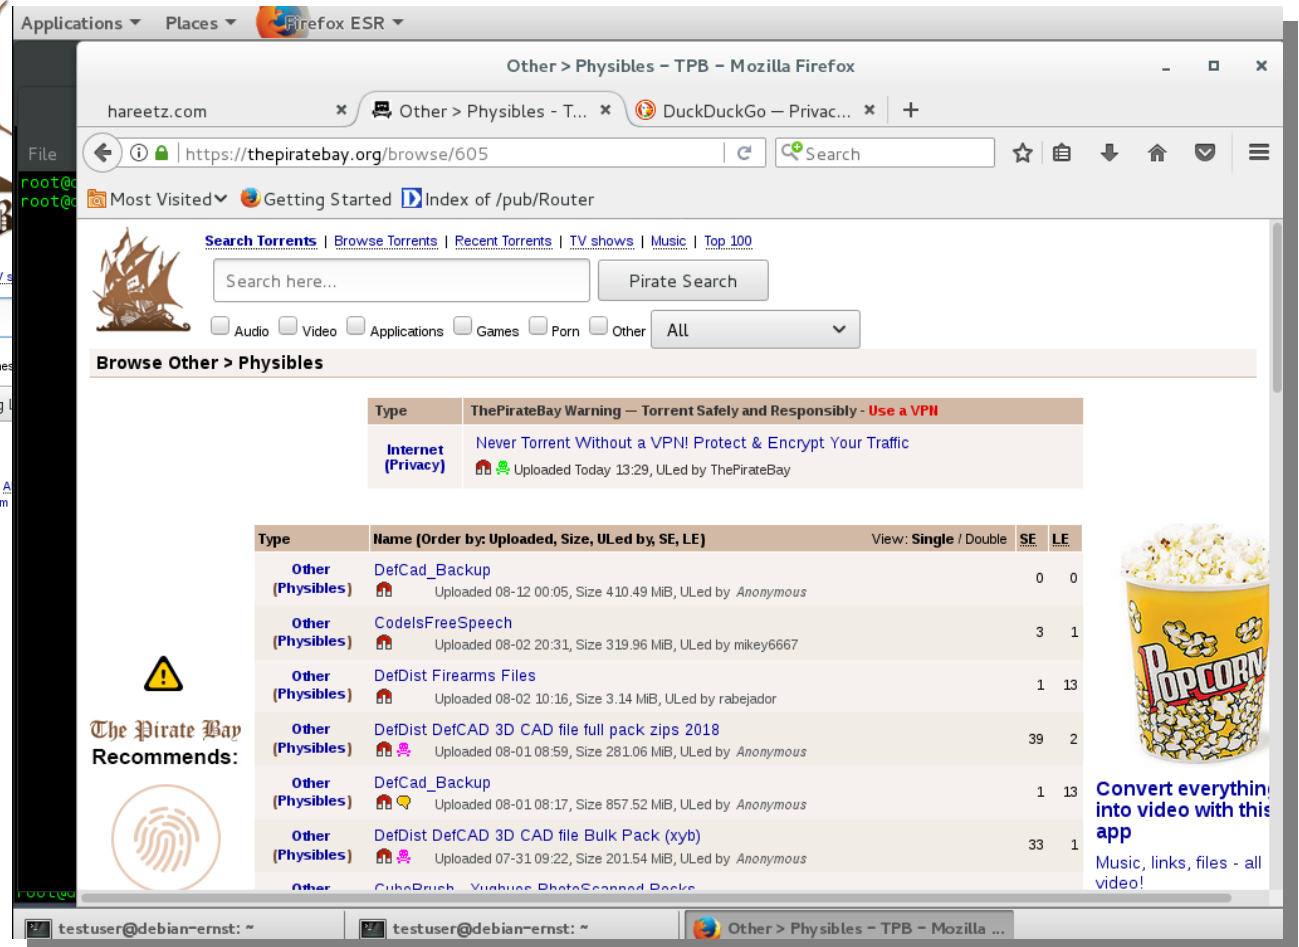 Applications Places Firefox ESR
Other > Physibles - TPB - Mozilla Firefox
hareetz.com Other > Physibles - T... DuckDuckGo — Privac...
File
https://thepiratebay.org/browse/605 Search
root@
root@
Most Visited Getting Started Index of /pub/Router
Search Torrents | Browse Torrents | Recent Torrents | TV shows | Music | Top 100
Search here... Pirate Search
Audio Video Applications Games Porn Other All
Browse Other > Physibles
Type ThePirateBay Warning — Torrent Safely and Responsibly - Use a VPN
Internet (Privacy) Never Torrent Without a VPN! Protect & Encrypt Your Traffic
Uploaded Today 13:29, ULed by ThePirateBay
Type Name (Order by: Uploaded, Size, ULed by, SE, LE) View: Single / Double SE LE
Other (Physibles) DefCad_Backup 0 0
Uploaded 08-12 00:05, Size 410.49 MiB, ULed by Anonymous
Other (Physibles) CodeIsFreeSpeech 3 1
Uploaded 08-02 20:31, Size 319.96 MiB, ULed by mikey6667
Other (Physibles) DefDist Firearms Files 1 13
Uploaded 08-02 10:16, Size 3.14 MiB, ULed by rabejador
Other (Physibles) DefDist DefCAD 3D CAD file full pack zips 2018 39 2
Uploaded 08-01 08:59, Size 281.06 MiB, ULed by Anonymous
Other (Physibles) DefCad_Backup 1 13
Uploaded 08-01 08:17, Size 857.52 MiB, ULed by Anonymous
Other (Physibles) DefDist DefCAD 3D CAD file Bulk Pack (xyb) 33 1
Uploaded 07-31 09:22, Size 201.54 MiB, ULed by Anonymous
Other CubeBrush - Yughues PhotoScanned Rocks
The Pirate Bay
Recommends:
POPCORN
Convert everything
into video with this
app
Music, links, files - all
video!
testuser@debian-ernst: ~ testuser@debian-ernst: ~ Other > Physibles - TPB - Mozilla ...